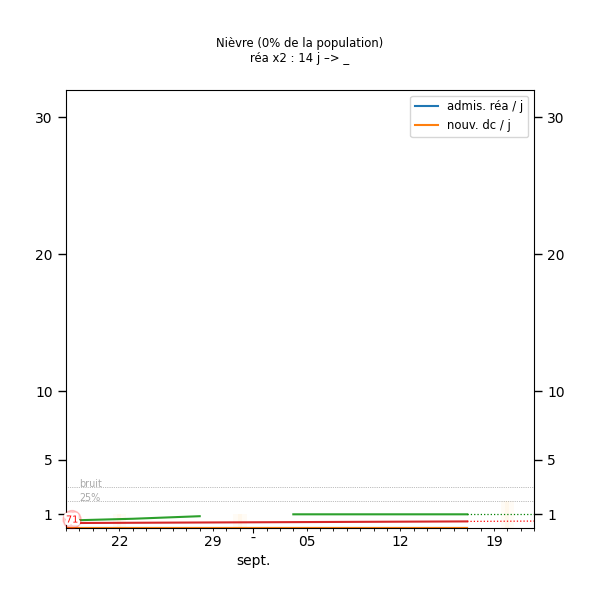 Nièvre (0% de la population)
réa x2 : 14 j –> _
admis. réa / j
nouv. dc / j
30 30
20 20
10 10
5 5
bruit
25%
1 71 1
22 29 - 05 12 19
sept.